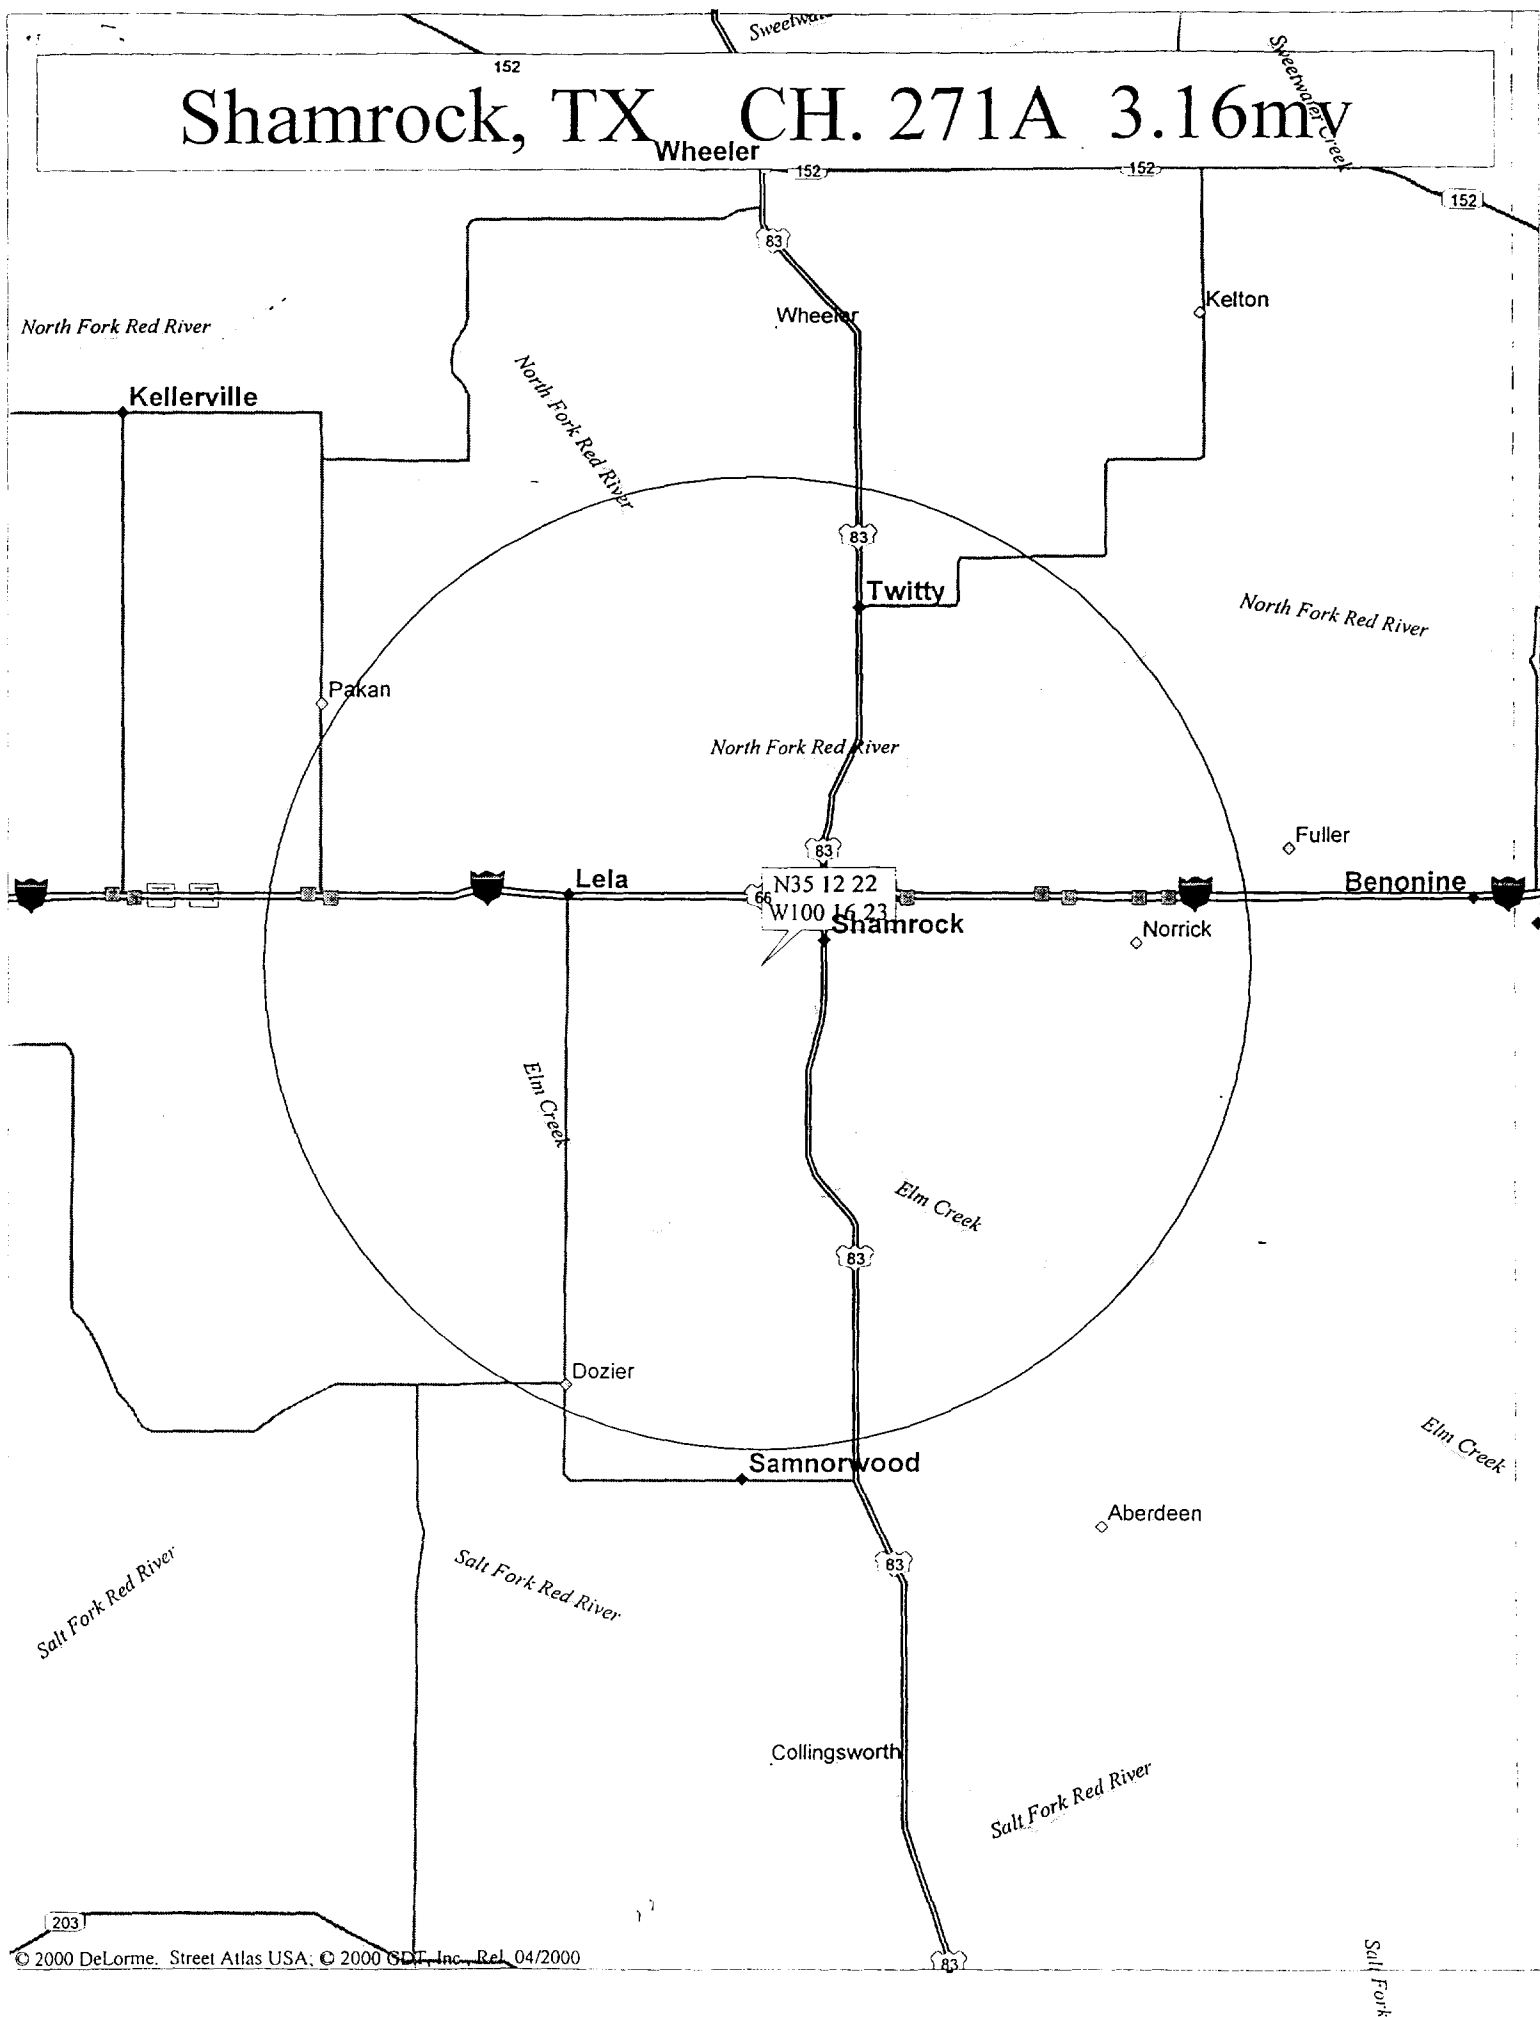 Sweetwater
152
Sweetwater Creek
Shamrock, TX CH. 271A 3.16mv
Wheeler
152
152
152
83
Kelton
Wheeler
North Fork Red River
North Fork Red River
Kellerville
83
Twitty
North Fork Red River
Pakan
North Fork Red River
Fuller
83
Lela
66
N35 12 22
W100 16 23
Benonine
Shamrock
Norrick
Elm Creek
Elm Creek
83
Dozier
Elm Creek
Samnorwood
Aberdeen
83
Salt Fork Red River
Salt Fork Red River
Collingsworth
Salt Fork Red River
203
© 2000 DeLorme. Street Atlas USA; © 2000 GDT, Inc., Rel. 04/2000
83
Salt Fork